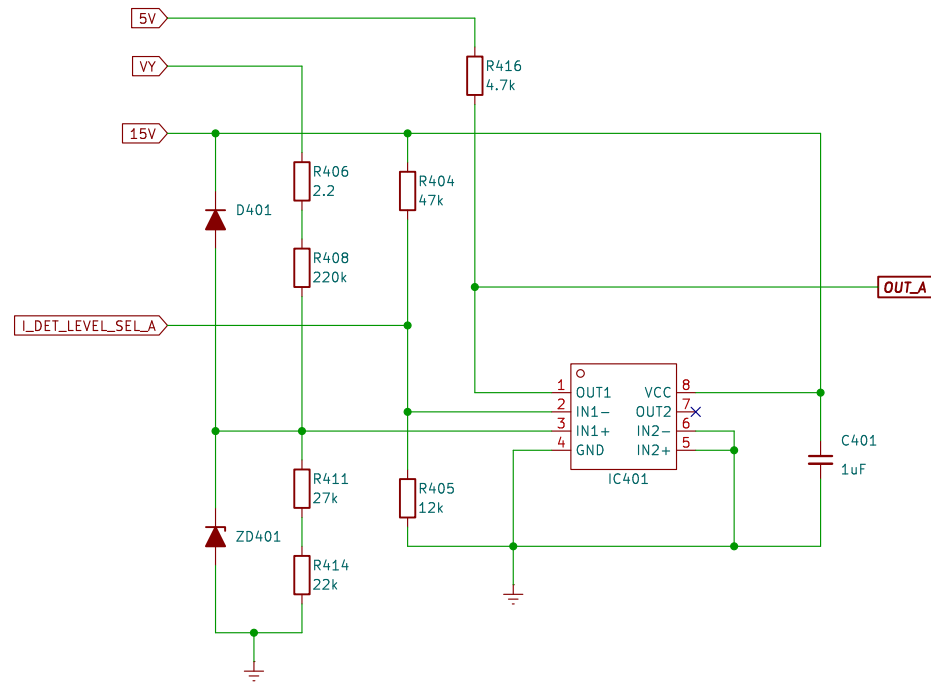 5V
R416
4.7k
VY
15V
R406
2.2
R404
47k
D401
R408
220k
OUT_A
I_DET_LEVEL_SEL_A
1 OUT1 VCC 8
2 IN1- OUT2 7
3 IN1+ IN2- 6
4 GND IN2+ 5
IC401
C401
1uF
R411
27k
R405
12k
ZD401
R414
22k